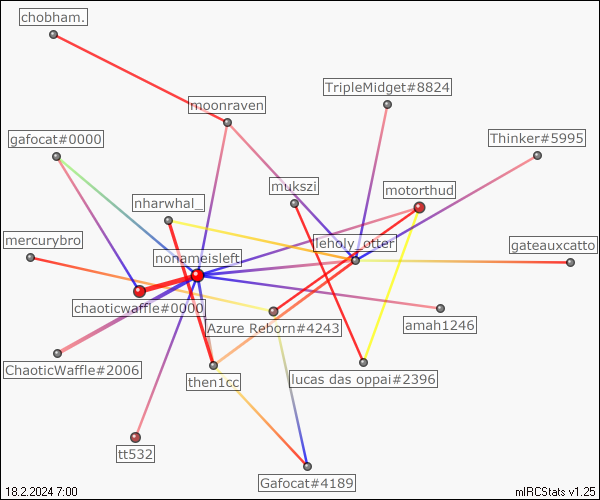 chobham.
TripleMidget#8824
moonraven
gafocat#0000
Thinker#5995
mukszi
motorthud
nharwhal_
mercurybro
leholy_otter
gateauxcatto
nonameisleft
chaoticwaffle#0000
Azure Reborn#4243
amah1246
ChaoticWaffle#2006
then1cc
lucas das oppai#2396
tt532
Gafocat#4189
18.2.2024 7:00
mIRCStats v1.25